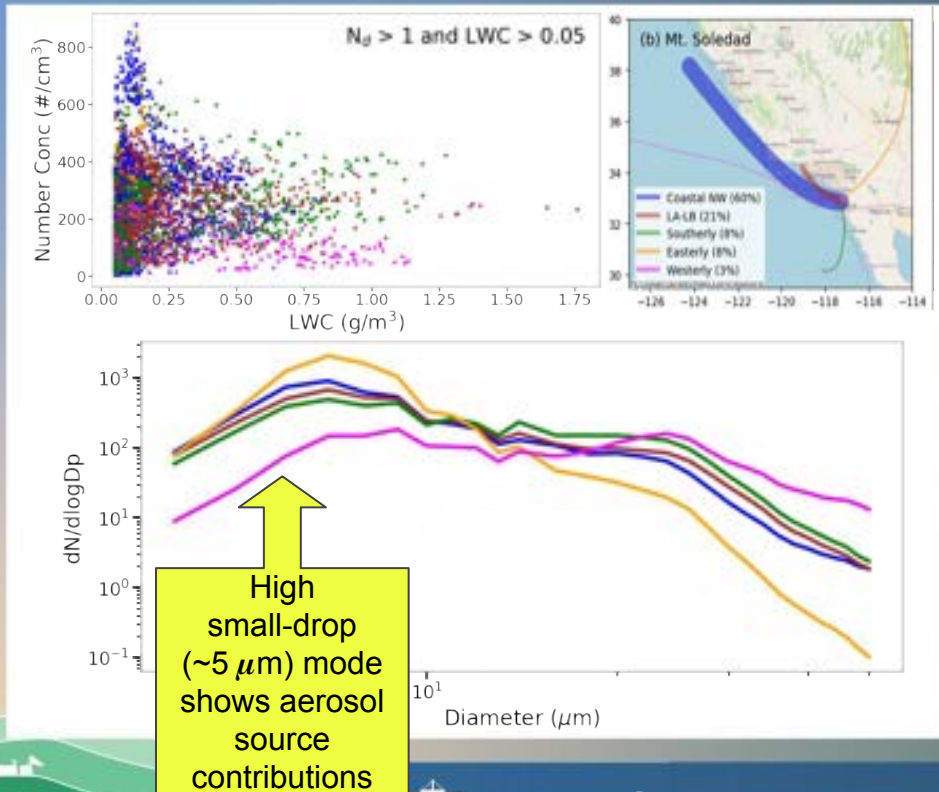 N_d > 1 and LWC > 0.05
Number Conc (#/cm³)
800
600
400
200
0
0.00 0.25 0.50 0.75 1.00 1.25 1.50 1.75
LWC (g/m³)
(b) Mt. Soledad
40
38
36
34
32
30
Coastal NW (60%)
LA-LB (21%)
Southerly (8%)
Easterly (8%)
Westerly (3%)
−126 −124 −122 −120 −118 −116 −114
dN/dlogDp
10³
10²
10¹
10⁰
10⁻¹
10¹
Diameter (μm)
High
small-drop
(~5 μm) mode
shows aerosol
source
contributions